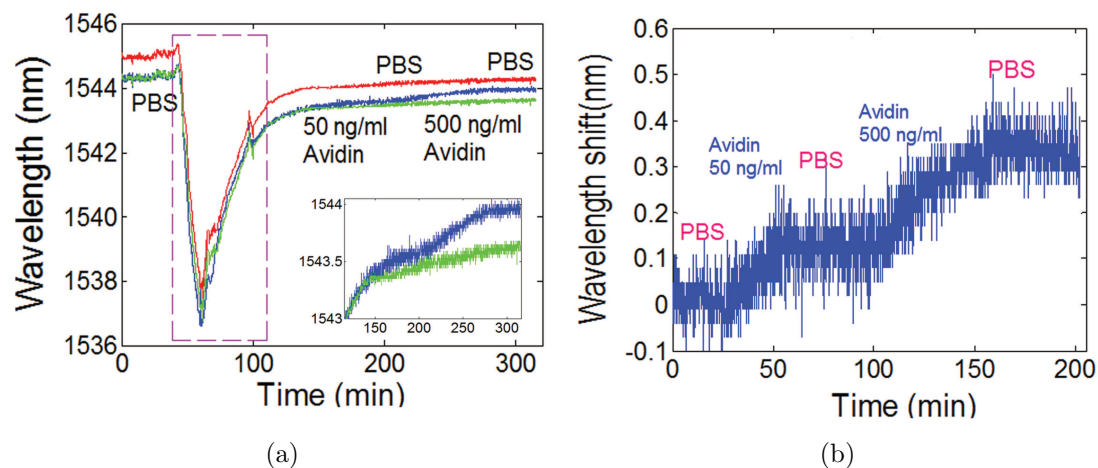 1546
1544
1542
1540
1538
1536
Wavelength (nm)
PBS
PBS
PBS
50 ng/ml
Avidin
500 ng/ml
Avidin
1544
1543.5
1543
150
200
250
300
0
100
200
300
Time (min)
(a)
0.6
0.5
0.4
0.3
0.2
0.1
0
-0.1
Wavelength shift(nm)
PBS
Avidin
50 ng/ml
PBS
Avidin
500 ng/ml
PBS
0
50
100
150
200
Time (min)
(b)